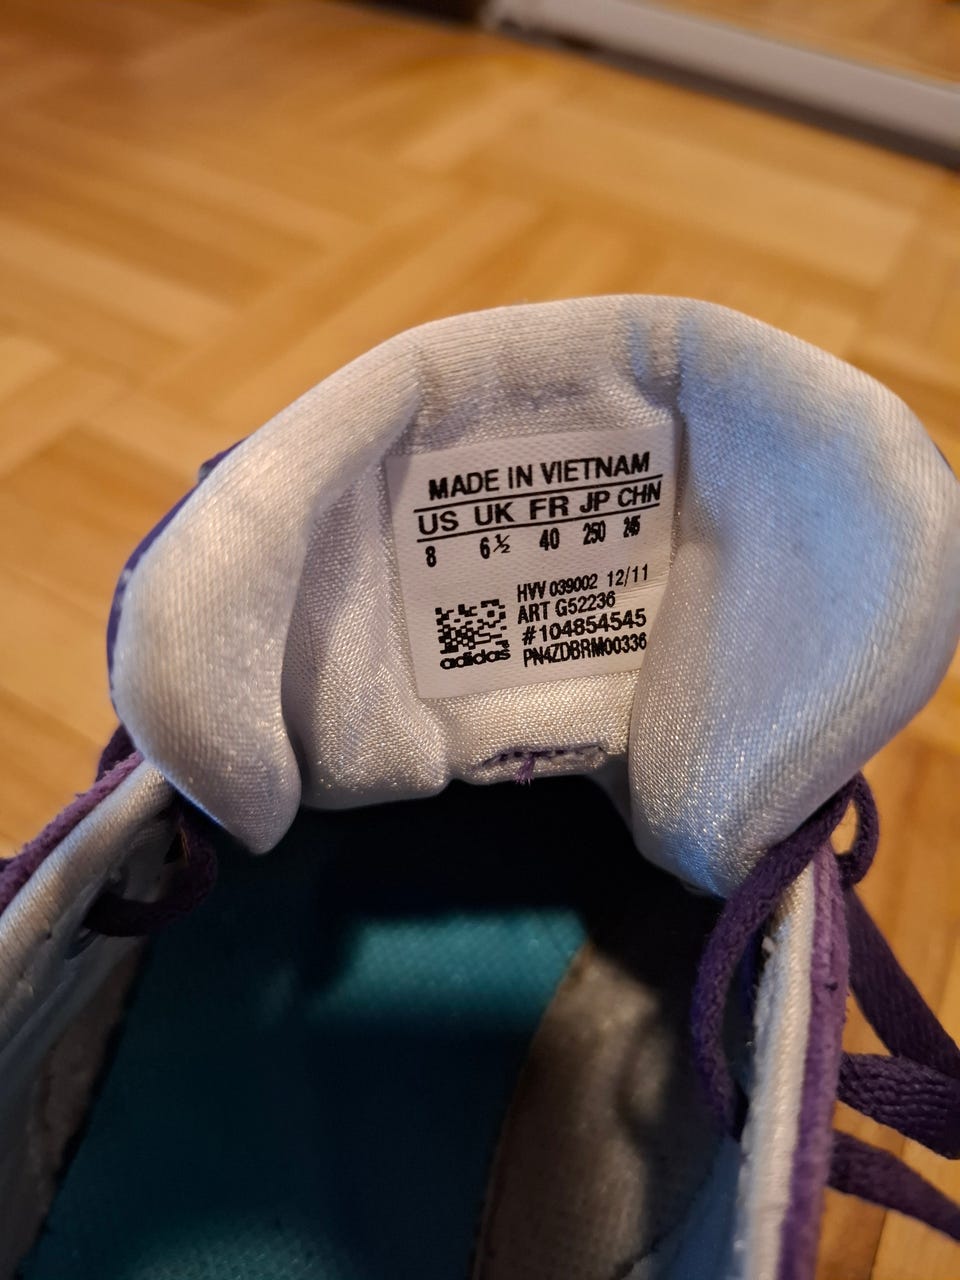 MADE IN VIETNAM
US UK FR JP CHN
8 6½ 40 250 245
HVV 039002 12/11
ART G52236
#104854545
PN4ZDBRM00336
adidas